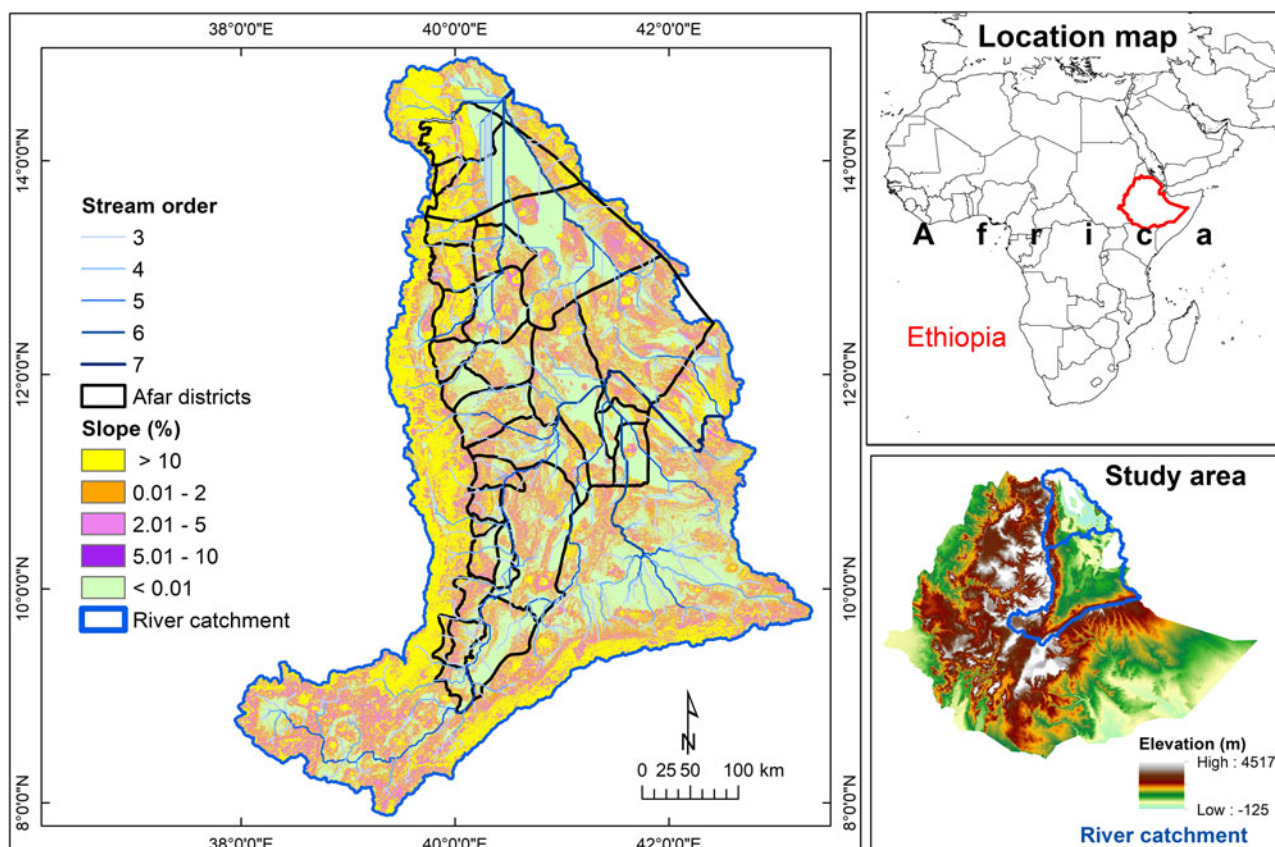 38°0'0"E 40°0'0"E 42°0'0"E
14°0'0"N
12°0'0"N
10°0'0"N
8°0'0"N
Stream order
3
4
5
6
7
Afar districts
Slope (%)
> 10
0.01 - 2
2.01 - 5
5.01 - 10
< 0.01
River catchment
N
0 25 50 100 km
14°0'0"N
12°0'0"N
10°0'0"N
8°0'0"N
38°0'0"E 40°0'0"E 42°0'0"E
Location map
A f r i c a
Ethiopia
Study area
Elevation (m)
High : 4517
Low : -125
River catchment